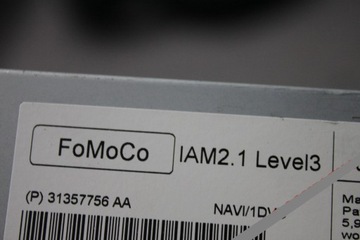 FoMoCo IAM2.1 Level3
(P) 31357756 AA NAVI/1DV